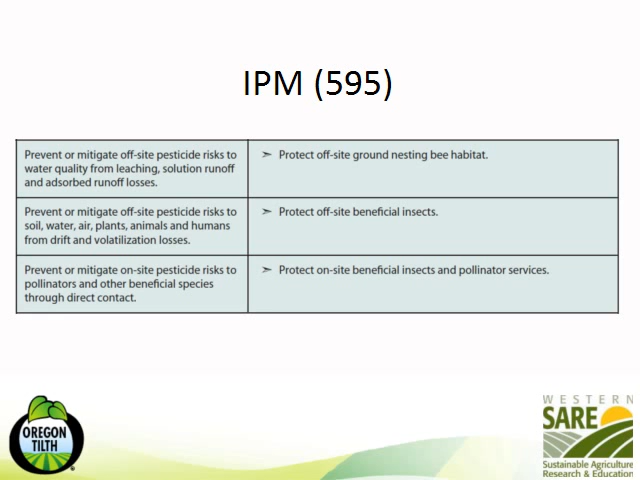 IPM (595)
Prevent or mitigate off-site pesticide risks to
water quality from leaching, solution runoff
and adsorbed runoff losses.
➣ Protect off-site ground nesting bee habitat.
Prevent or mitigate off-site pesticide risks to
soil, water, air, plants, animals and humans
from drift and volatilization losses.
➣ Protect off-site beneficial insects.
Prevent or mitigate on-site pesticide risks to
pollinators and other beneficial species
through direct contact.
➣ Protect on-site beneficial insects and pollinator services.
OREGON
TILTH
®
WESTERN
SARE
Sustainable Agriculture
Research & Education